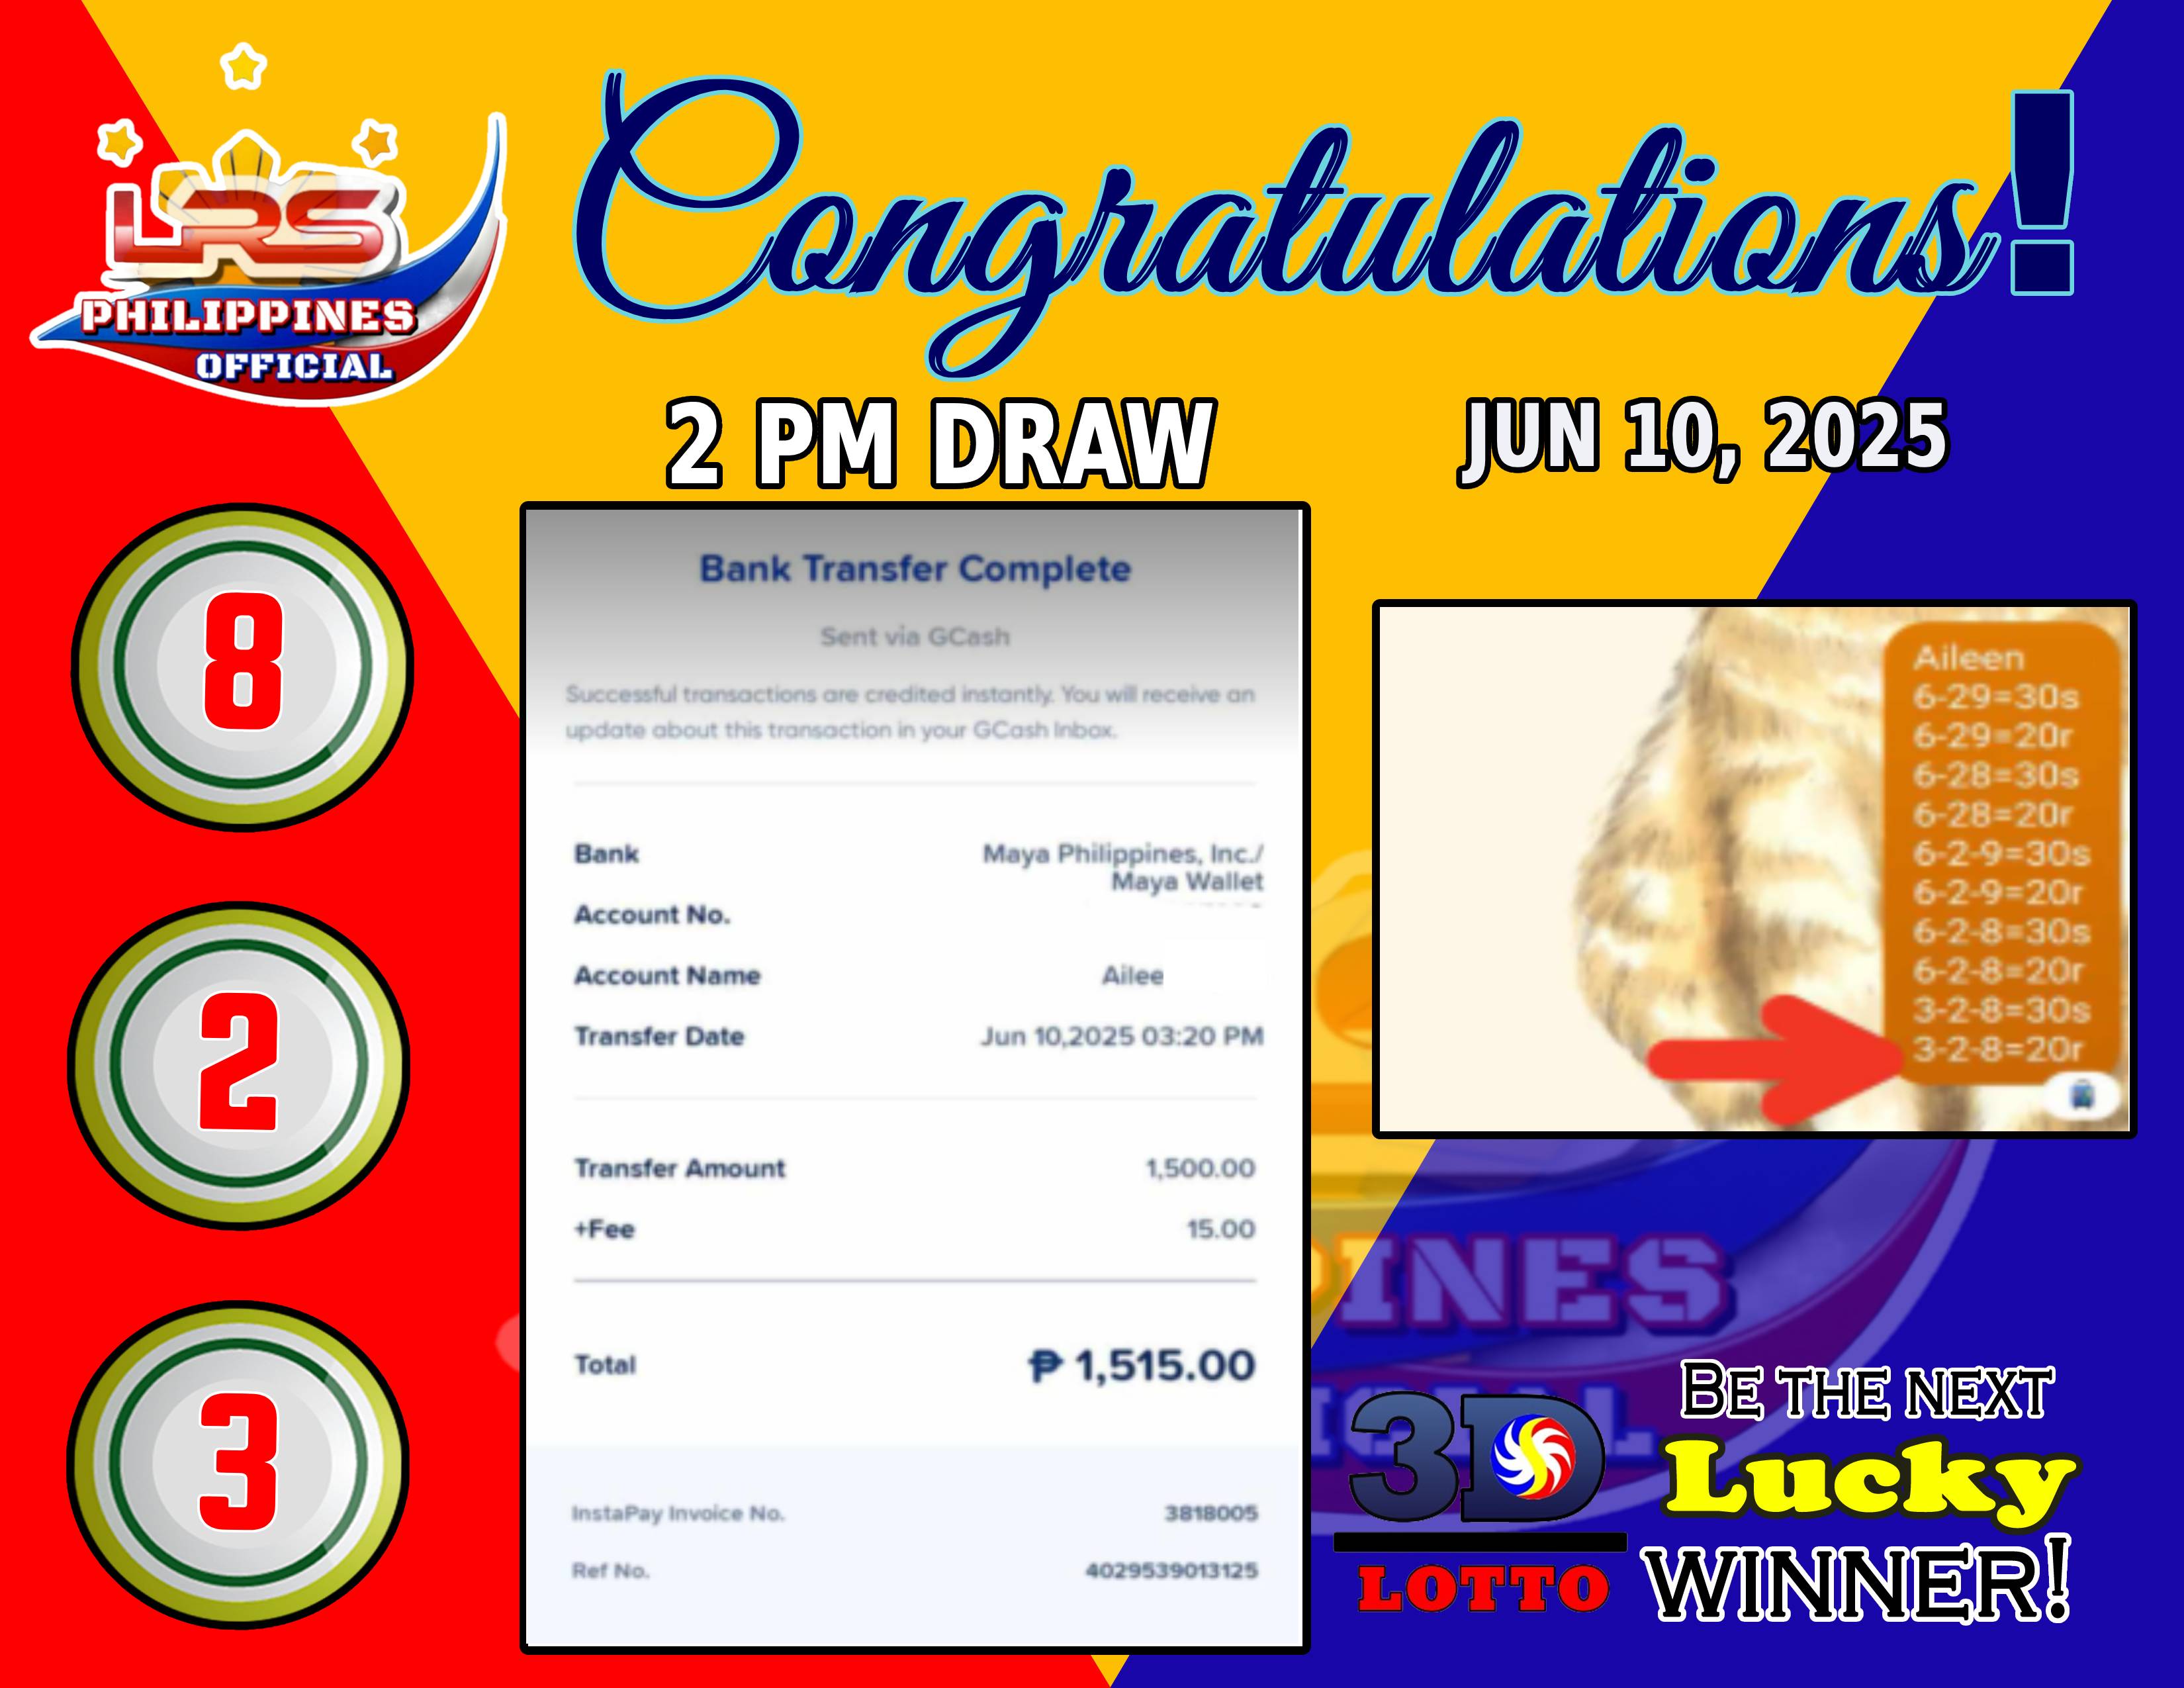 LRS
PHILIPPINES
OFFICIAL
Congratulations!
2 PM DRAW
JUN 10, 2025
8
2
3
Bank Transfer Complete
Sent via GCash
Successful transactions are credited instantly. You will receive an
update about this transaction in your GCash Inbox.
Bank
Maya Philippines, Inc./
Maya Wallet
Account No.
Account Name
Ailee
Transfer Date
Jun 10,2025 03:20 PM
Transfer Amount
1,500.00
+Fee
15.00
Total
₱ 1,515.00
InstaPay Invoice No.
3818005
Ref No.
4029539013125
Aileen
6-29=30s
6-29=20r
6-28=30s
6-28=20r
6-2-9=30s
6-2-9=20r
6-2-8=30s
6-2-8=20r
3-2-8=30s
3-2-8=20r
PINES
ICIAL
3D
LOTTO
BE THE NEXT
Lucky
WINNER!